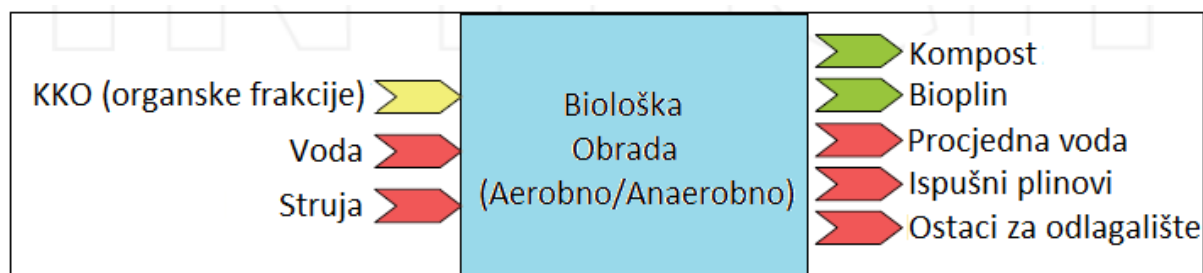 KKO (organske frakcije)
Voda
Struja
Biološka
Obrada
(Aerobno/Anaerobno)
Kompost
Bioplin
Procjedna voda
Ispušni plinovi
Ostaci za odlagalište